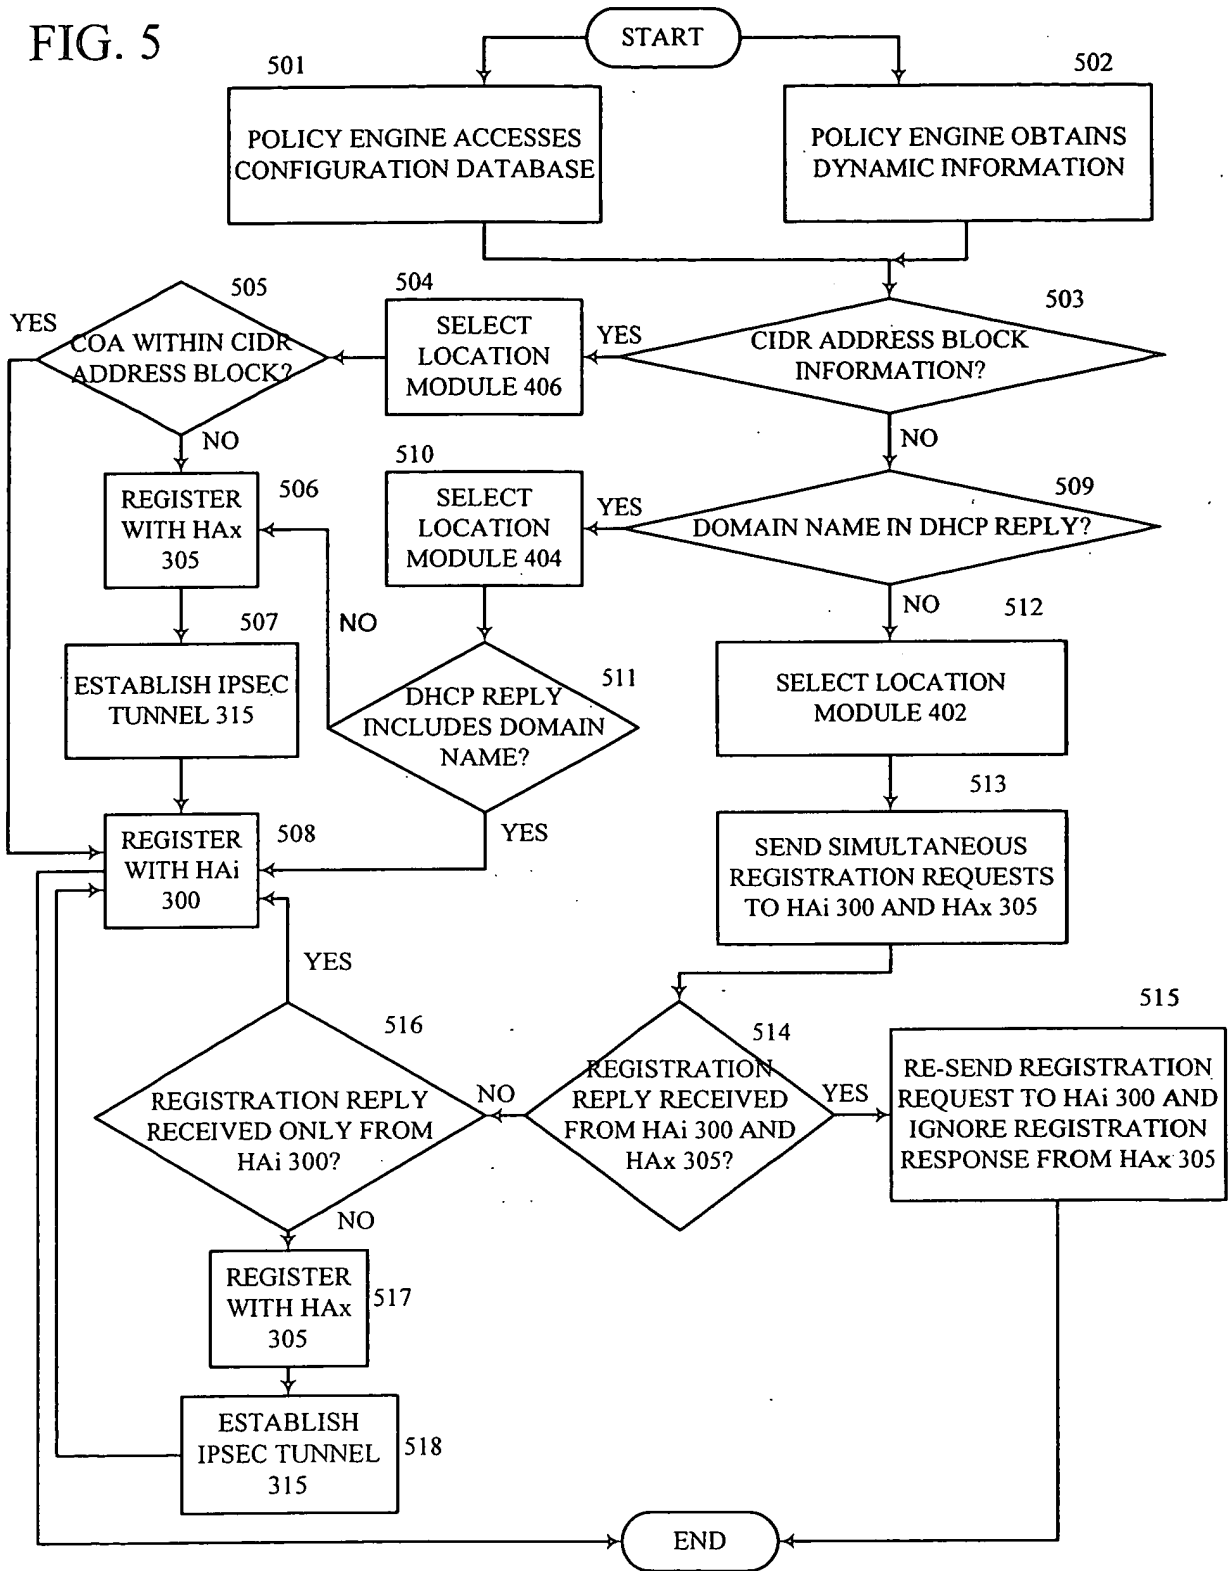 FIG. 5
START
501
502
POLICY ENGINE ACCESSES
CONFIGURATION DATABASE
POLICY ENGINE OBTAINS
DYNAMIC INFORMATION
505
504
503
YES
COA WITHIN CIDR
ADDRESS BLOCK?
SELECT
LOCATION
MODULE 406
YES
CIDR ADDRESS BLOCK
INFORMATION?
NO
NO
510
509
REGISTER
WITH HAx
305
506
SELECT
LOCATION
MODULE 404
YES
DOMAIN NAME IN DHCP REPLY?
NO
507
NO
512
ESTABLISH IPSEC
TUNNEL 315
DHCP REPLY
INCLUDES DOMAIN
NAME?
511
SELECT LOCATION
MODULE 402
513
REGISTER
WITH HAi
300
508
YES
SEND SIMULTANEOUS
REGISTRATION REQUESTS
TO HAi 300 AND HAx 305
YES
516
514
515
REGISTRATION REPLY
RECEIVED ONLY FROM
HAi 300?
NO
REGISTRATION
REPLY RECEIVED
FROM HAi 300 AND
HAx 305?
YES
RE-SEND REGISTRATION
REQUEST TO HAi 300 AND
IGNORE REGISTRATION
RESPONSE FROM HAx 305
NO
REGISTER
WITH HAx
305
517
ESTABLISH
IPSEC TUNNEL
315
518
END